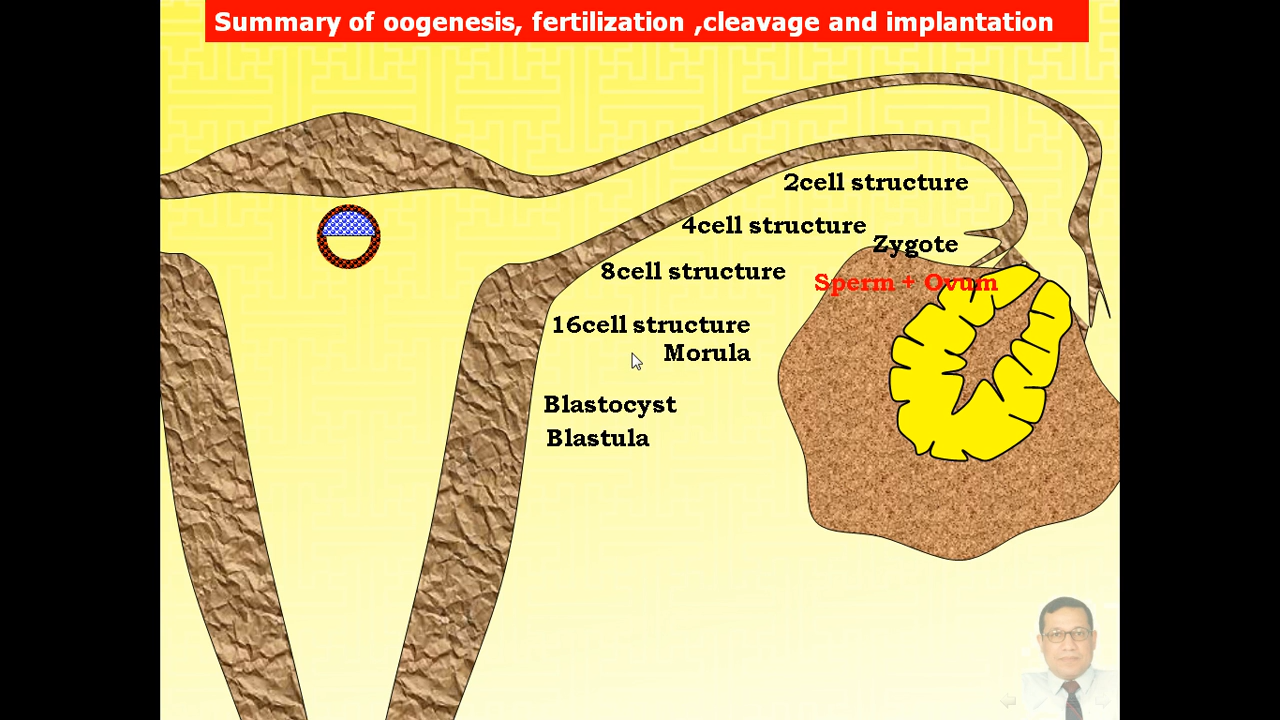 Summary of oogenesis, fertilization ,cleavage and implantation
2cell structure
4cell structure
Zygote
8cell structure
Sperm + Ovum
16cell structure
Morula
Blastocyst
Blastula